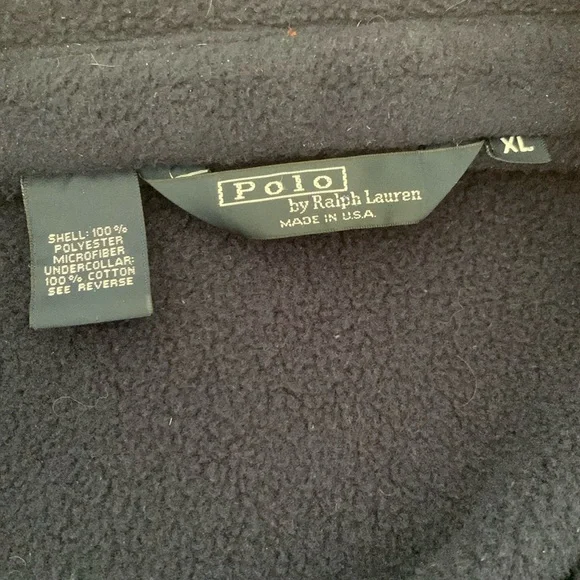 SHELL: 100%
POLYESTER
MICROFIBER
UNDERCOLLAR:
100% COTTON
SEE REVERSE
Polo
by Ralph Lauren
MADE IN U.S.A.
XL